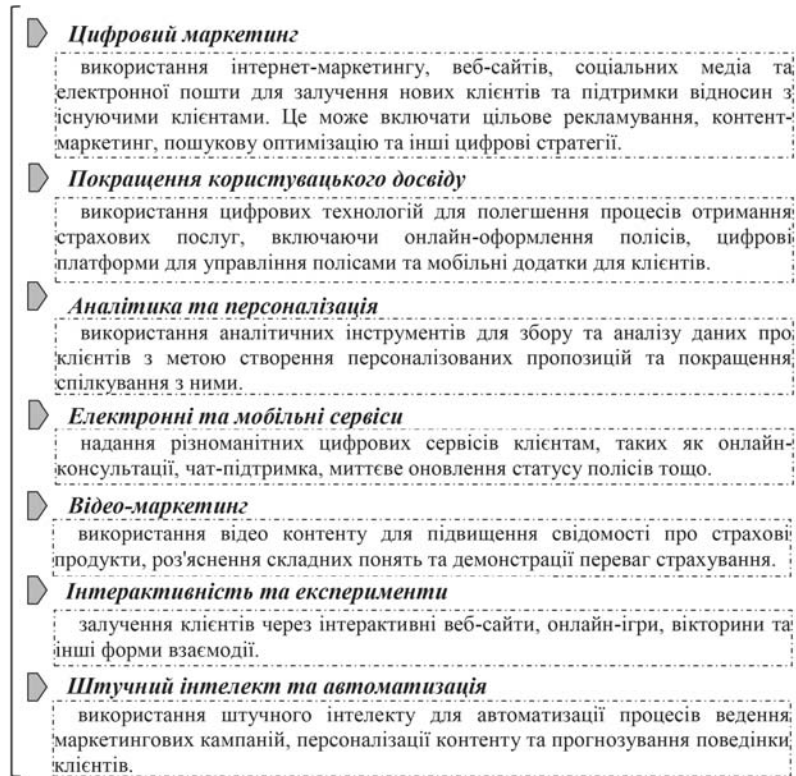 Цифровий маркетинг
використання інтернет-маркетингу, веб-сайтів, соціальних медіа та
електронної пошти для залучення нових клієнтів та підтримки відносин з
існуючими клієнтами. Це може включати цільове рекламування, контент-
маркетинг, пошукову оптимізацію та інші цифрові стратегії.
Покращення користувацького досвіду
використання цифрових технологій для полегшення процесів отримання
страхових послуг, включаючи онлайн-оформлення полісів, цифрові
платформи для управління полісами та мобільні додатки для клієнтів.
Аналітика та персоналізація
використання аналітичних інструментів для збору та аналізу даних про
клієнтів з метою створення персоналізованих пропозицій та покращення
спілкування з ними.
Електронні та мобільні сервіси
надання різноманітних цифрових сервісів клієнтам, таких як онлайн-
консультації, чат-підтримка, миттєве оновлення статусу полісів тощо.
Відео-маркетинг
використання відео контенту для підвищення свідомості про страхові
продукти, роз'яснення складних понять та демонстрації переваг страхування.
Інтерактивність та експерименти
залучення клієнтів через інтерактивні веб-сайти, онлайн-ігри, вікторини та
інші форми взаємодії.
Штучний інтелект та автоматизація
використання штучного інтелекту для автоматизації процесів ведення
маркетингових кампаній, персоналізації контенту та прогнозування поведінки
клієнтів.